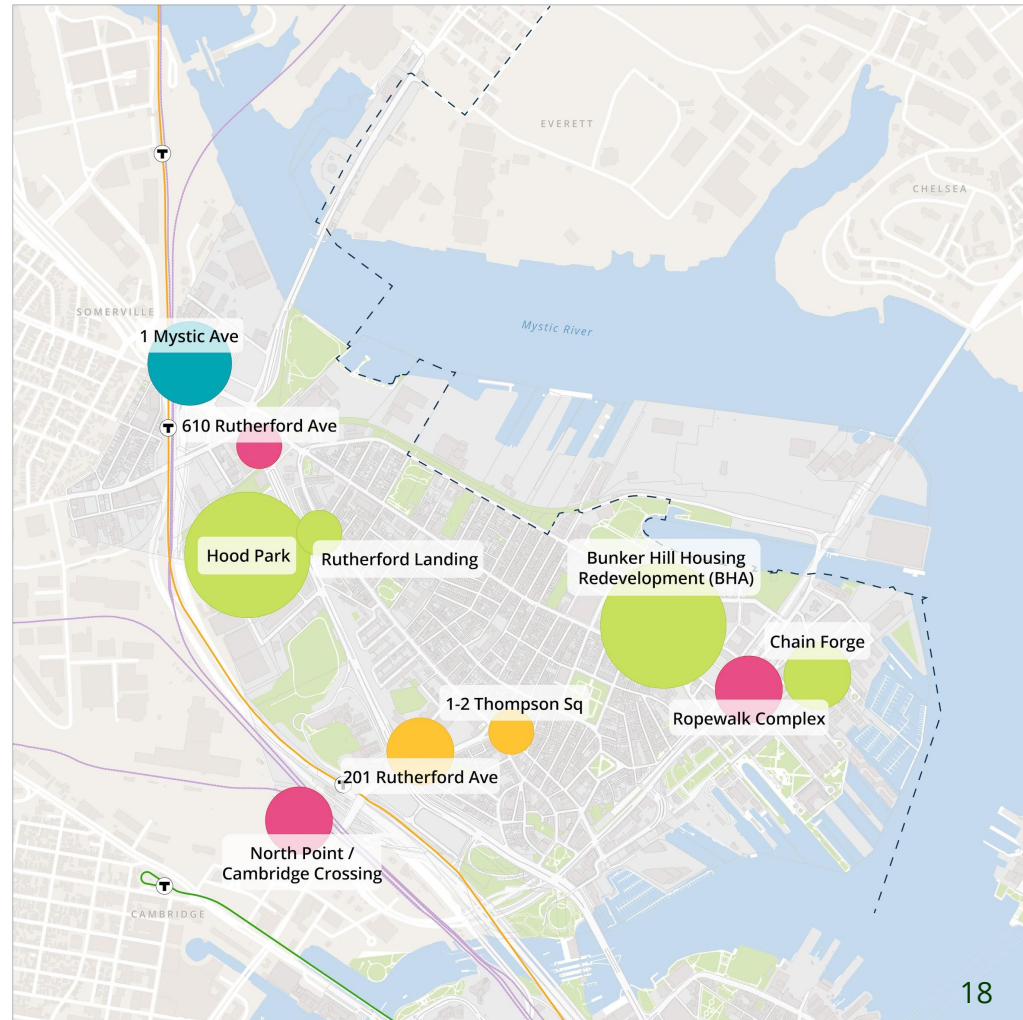 EVERETT
CHELSEA
SOMERVILLE
Mystic River
1 Mystic Ave
T
T
610 Rutherford Ave
Hood Park
Rutherford Landing
Bunker Hill Housing
Redevelopment (BHA)
Chain Forge
1-2 Thompson Sq
Ropewalk Complex
201 Rutherford Ave
North Point /
Cambridge Crossing
T
CAMBRIDGE
18